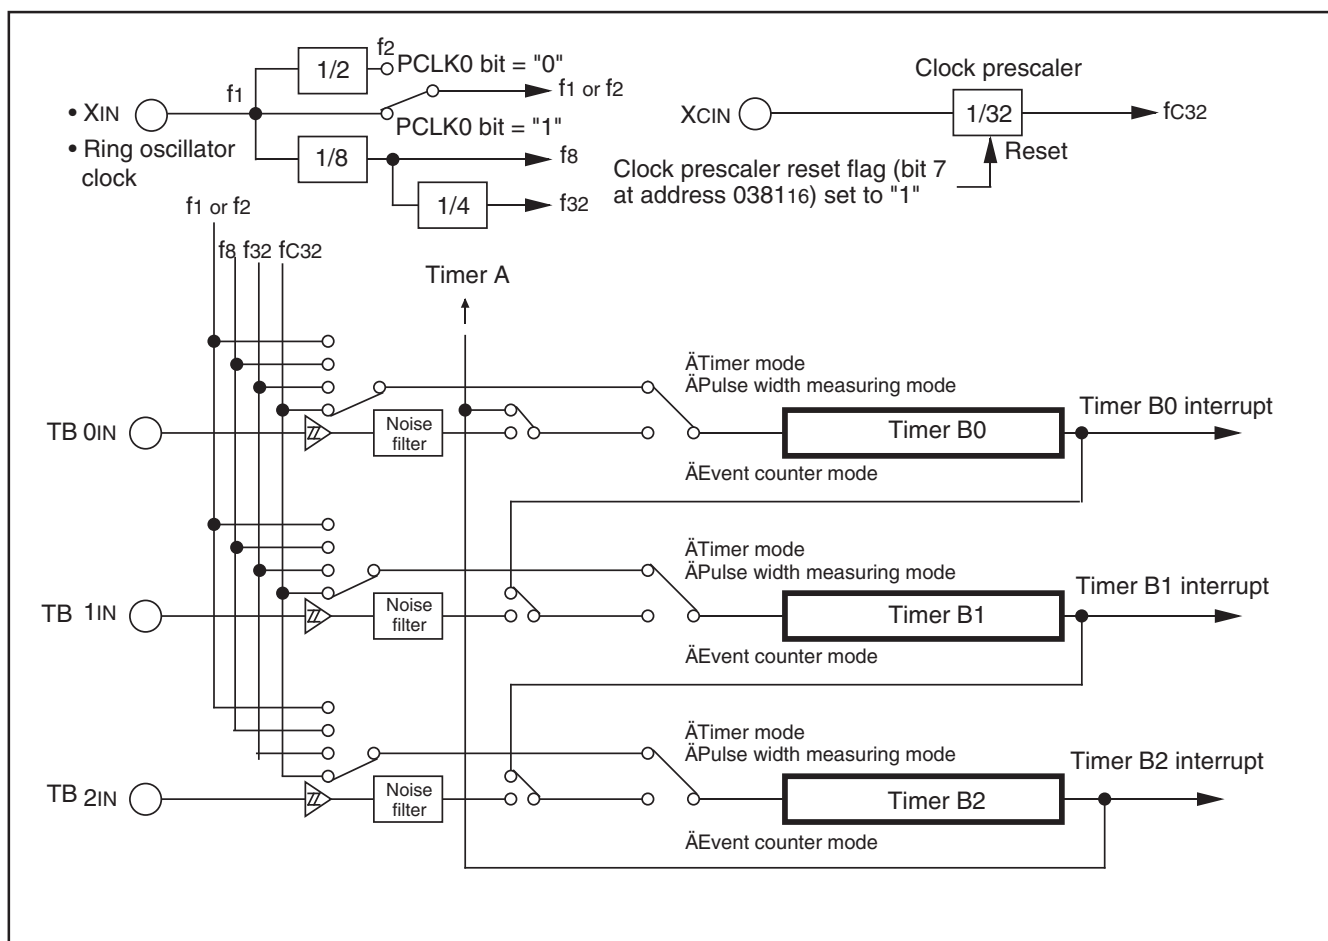 f2
1/2
PCLK0 bit = "0"
f1
f1 or f2
• XIN
PCLK0 bit = "1"
• Ring oscillator
clock
1/8
f8
1/4
f32
Clock prescaler
XCIN
1/32
fC32
Reset
Clock prescaler reset flag (bit 7
at address 038116) set to "1"
f1 or f2
f8 f32 fC32
Timer A
ÄTimer mode
ÄPulse width measuring mode
TB 0IN
Noise
filter
Timer B0
Timer B0 interrupt
ÄEvent counter mode
ÄTimer mode
ÄPulse width measuring mode
TB 1IN
Noise
filter
Timer B1
Timer B1 interrupt
ÄEvent counter mode
ÄTimer mode
ÄPulse width measuring mode
TB 2IN
Noise
filter
Timer B2
Timer B2 interrupt
ÄEvent counter mode